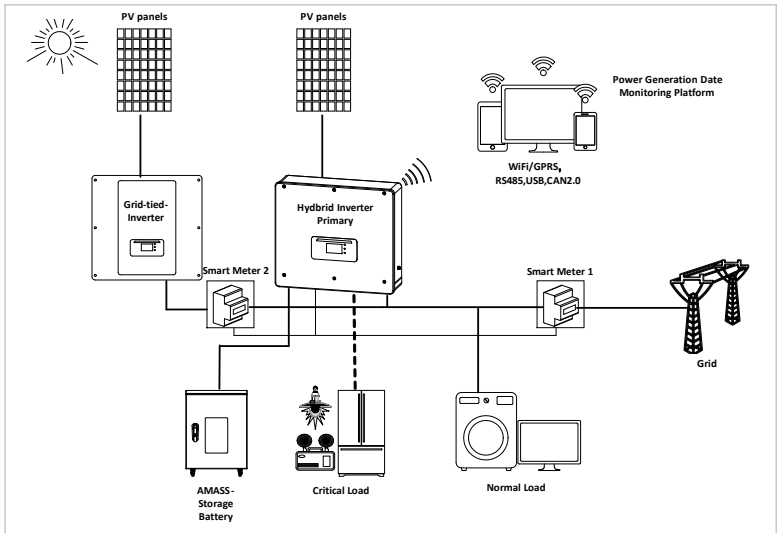 PV panels
PV panels
Power Generation Date
Monitoring Platform
WiFi/GPRS,
RS485,USB,CAN2.0
Grid-tied-
Inverter
Hydbrid Inverter
Primary
Smart Meter 2
Smart Meter 1
Grid
AMASS-
Storage
Battery
Critical Load
Normal Load